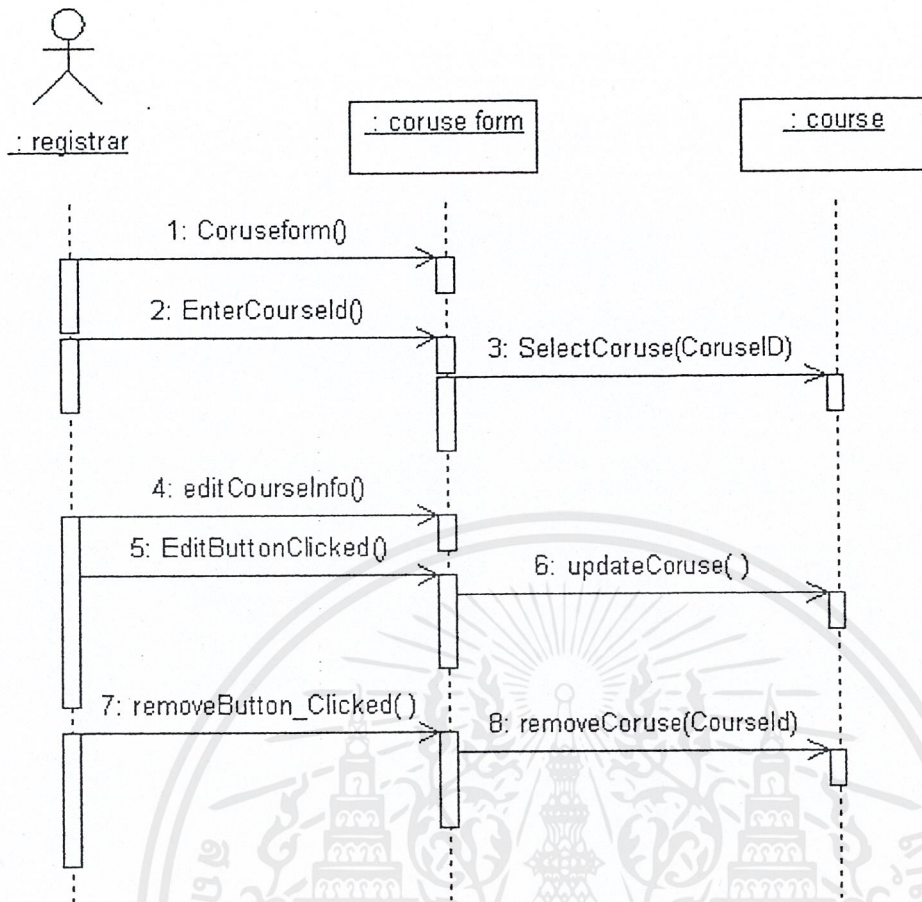 : registrar
: coruse form
: course
1: Coruseform()
2: EnterCourseId()
3: SelectCoruse(CoruseID)
4: editCourseInfo()
5: EditButtonClicked()
6: updateCoruse( )
7: removeButton_Clicked()
8: removeCoruse(CourseId)